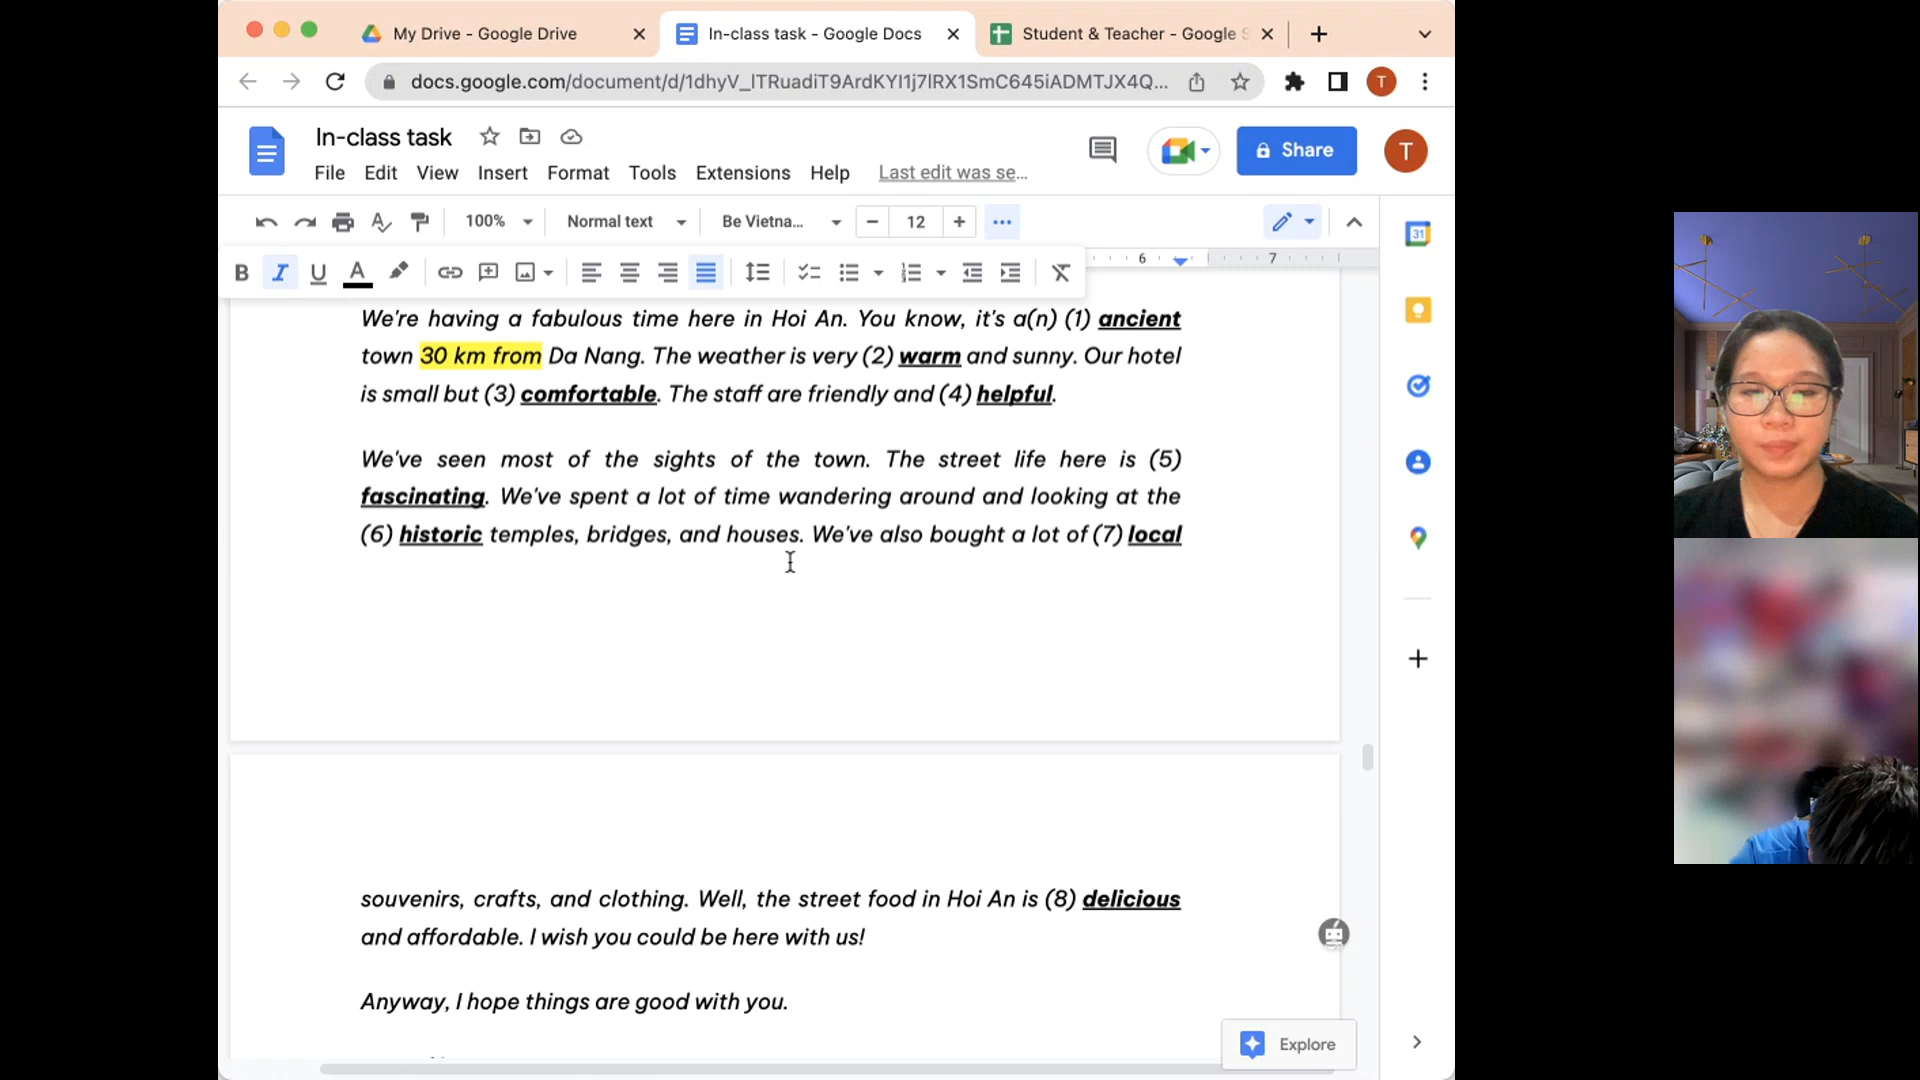 My Drive - Google Drive
In-class task - Google Docs
Student & Teacher - Google S
docs.google.com/document/d/1dhyV_ITRuadiT9ArdKYI1j7lRX1SmC645iADMTJX4Q...
T
In-class task
Share
T
File Edit View Insert Format Tools Extensions Help Last edit was se...
100% Normal text Be Vietna... 12
B I U A
6 7
31
We're having a fabulous time here in Hoi An. You know, it's a(n) (1) ancient
town 30 km from Da Nang. The weather is very (2) warm and sunny. Our hotel
is small but (3) comfortable. The staff are friendly and (4) helpful.
We've seen most of the sights of the town. The street life here is (5)
fascinating. We've spent a lot of time wandering around and looking at the
(6) historic temples, bridges, and houses. We've also bought a lot of (7) local
souvenirs, crafts, and clothing. Well, the street food in Hoi An is (8) delicious
and affordable. I wish you could be here with us!
Anyway, I hope things are good with you.
Explore